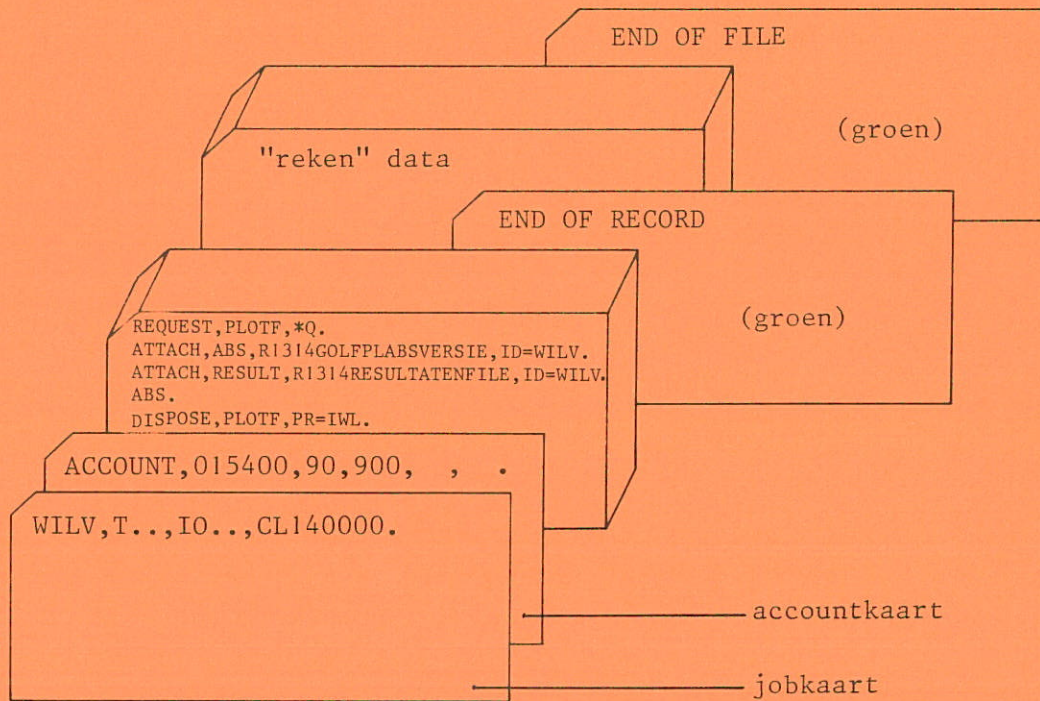 END OF FILE
(groen)
"reken" data
END OF RECORD
(groen)
REQUEST,PLOTF,*Q.
ATTACH,ABS,R1314GOLFPLABSVERSIE,ID=WILV.
ATTACH,RESULT,R1314RESULTATENFILE,ID=WILV.
ABS.
DISPOSE,PLOTF,PR=IWL.
ACCOUNT,015400,90,900, , .
WILV,T..,IO..,CL140000.
accountkaart
jobkaart